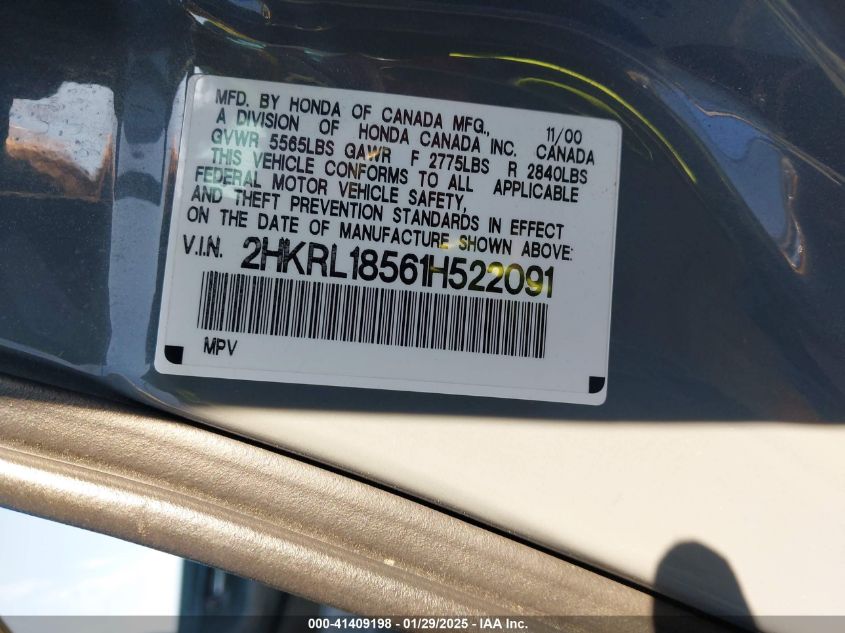 MFD. BY HONDA OF CANADA MFG., 11/00
A DIVISION OF HONDA CANADA INC. CANADA
GVWR 5565LBS GAWR F 2775LBS R 2840LBS
THIS VEHICLE CONFORMS TO ALL APPLICABLE
FEDERAL MOTOR VEHICLE SAFETY,
AND THEFT PREVENTION STANDARDS IN EFFECT
ON THE DATE OF MANUFACTURE SHOWN ABOVE:
V.I.N. 2HKRL18561H522091
MPV
000-41409198 - 01/29/2025 - IAA Inc.